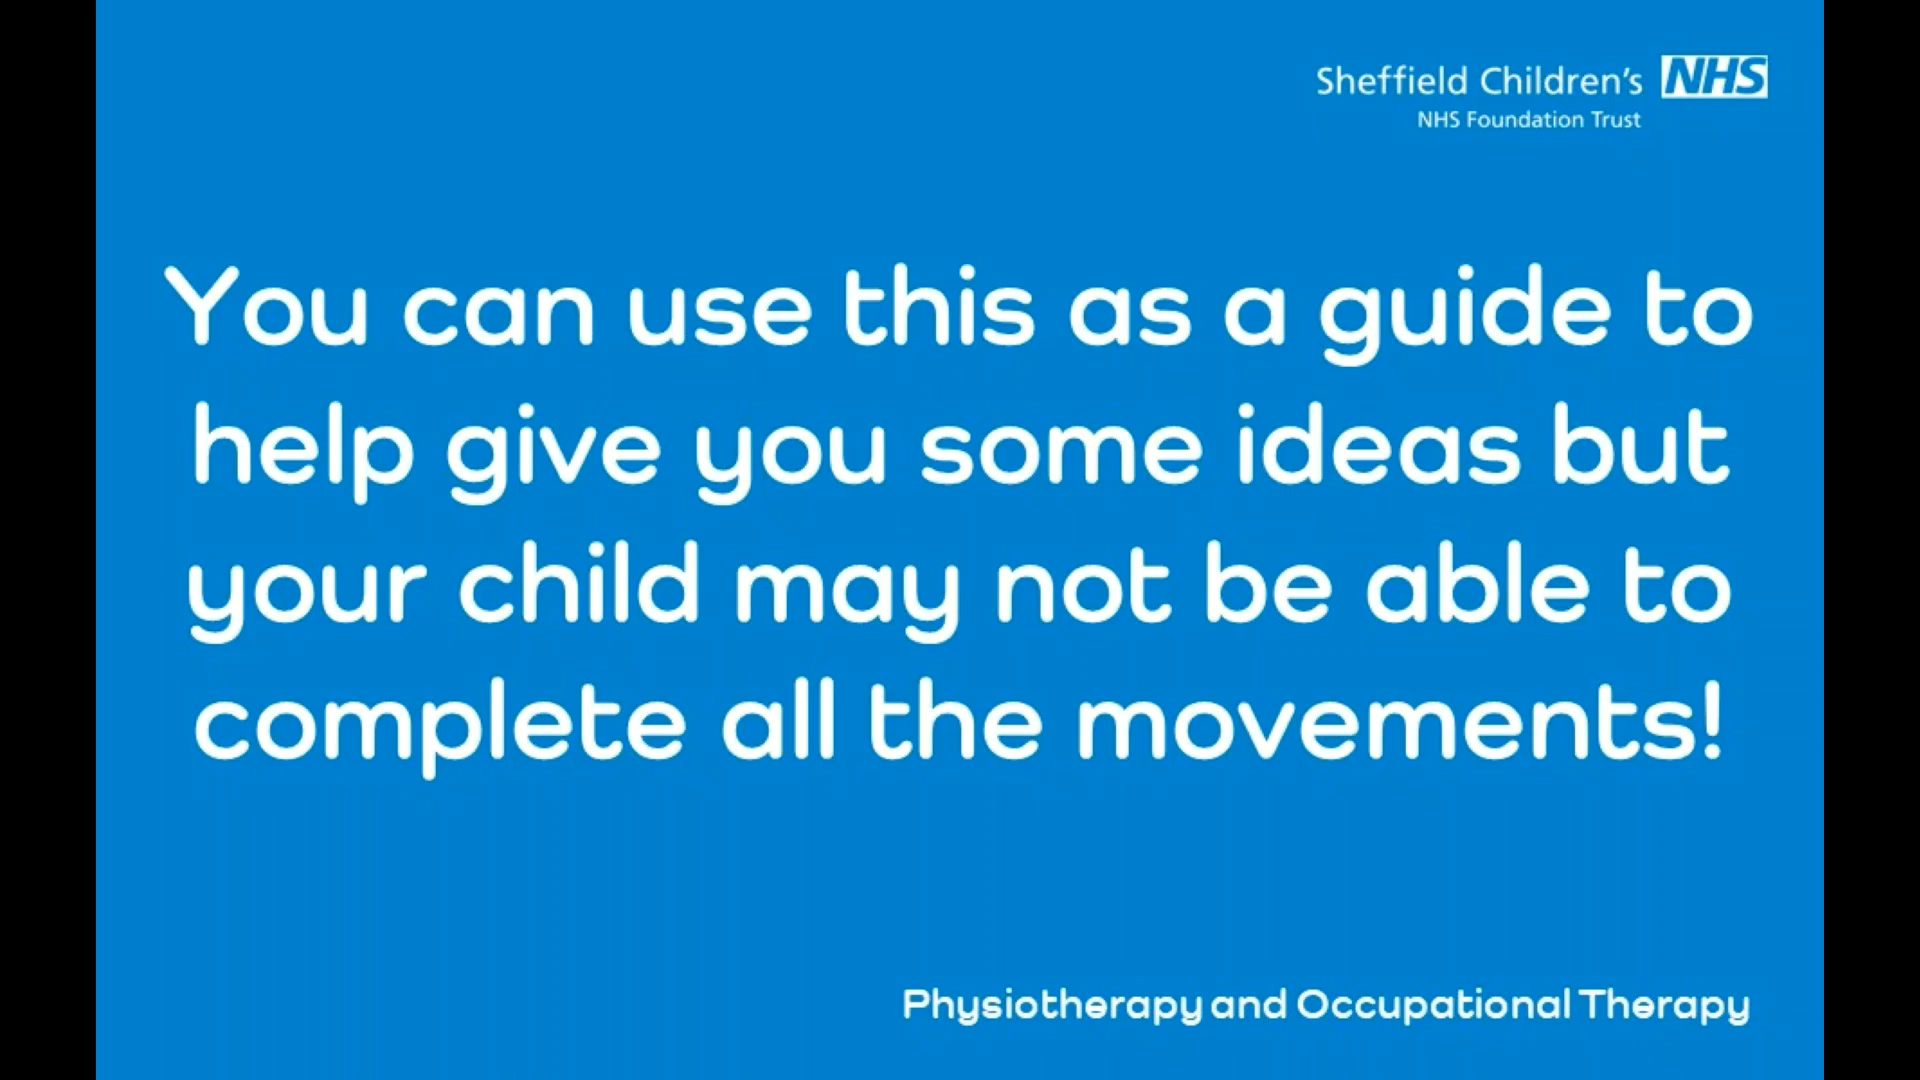 Sheffield Children's NHS
NHS Foundation Trust
You can use this as a guide to
help give you some ideas but
your child may not be able to
complete all the movements!
Physiotherapy and Occupational Therapy